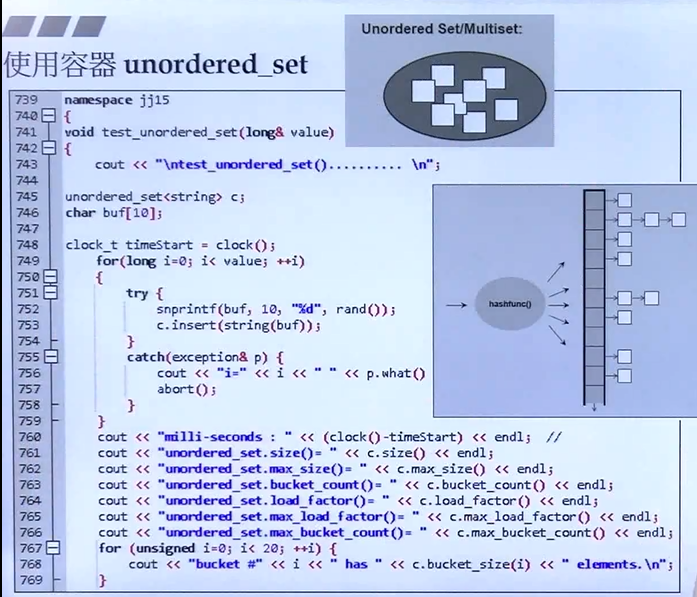 使用容器 unordered_set
Unordered Set/Multiset:
739 namespace jj15
740 {
741 void test_unordered_set(long& value)
742 {
743     cout << "\ntest_unordered_set().......... \n";
744
745 unordered_set<string> c;
746 char buf[10];
747
748 clock_t timeStart = clock();
749     for(long i=0; i< value; ++i)
750     {
751         try {
752             snprintf(buf, 10, "%d", rand());
753             c.insert(string(buf));
754         }
755         catch(exception& p) {
756             cout << "i=" << i << " " << p.what()
757             abort();
758         }
759     }
760     cout << "milli-seconds : " << (clock()-timeStart) << endl; //
761     cout << "unordered_set.size()= " << c.size() << endl;
762     cout << "unordered_set.max_size()= " << c.max_size() << endl;
763     cout << "unordered_set.bucket_count()= " << c.bucket_count() << endl;
764     cout << "unordered_set.load_factor()= " << c.load_factor() << endl;
765     cout << "unordered_set.max_load_factor()= " << c.max_load_factor() << endl;
766     cout << "unordered_set.max_bucket_count()= " << c.max_bucket_count() << endl;
767     for (unsigned i=0; i< 20; ++i) {
768         cout << "bucket #" << i << " has " << c.bucket_size(i) << " elements.\n";
769     }
hashfunc()